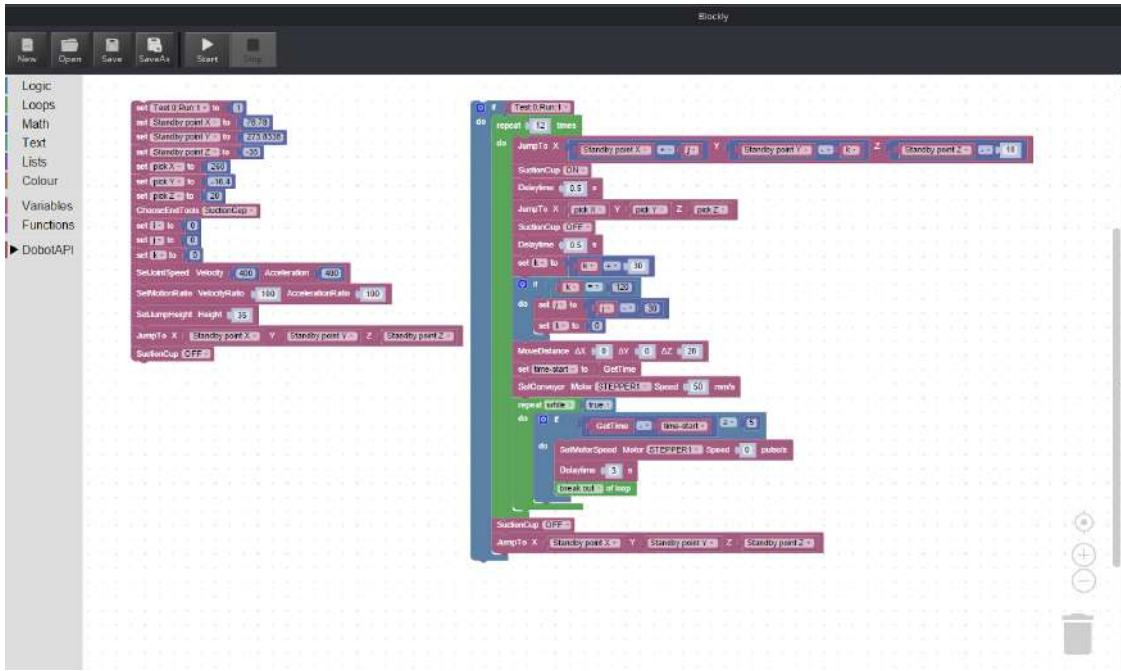 Blockly
New Open Save SaveAs Start Stop
Logic
Loops
Math
Text
Lists
Colour
Variables
Functions
DobotAPI
set Test 0,Run:1 to 1
set Standby point X to 78.78
set Standby point Y to
set Standby point Z to -35
set pick X to 260
set pick Y to -16.4
set pick Z to 20
ChooseEndTools SuctionCup
set to 0
set j to 0
set k to 0
SetJointSpeed Velocity 400 Acceleration 400
SetMotionRatio VelocityRatio 100 AccelerationRatio 100
SetJumpHeight Height 35
JumpTo X Standby point X Y Standby point Y Z Standby point Z
SuctionCup OFF
if Test 0,Run:1
do repeat 12 times
do JumpTo X Standby point X + j Y Standby point Y - k Z Standby point Z - 10
SuctionCup ON
Delaytime 0.5 s
JumpTo X pick X Y pick Y Z pick Z
SuctionCup OFF
Delaytime 0.5 s
set k to k + 30
if k = 120
do set j to j 30
set k to 0
MoveDistance ΔX 0 ΔY 0 ΔZ 20
set time-start to GetTime
SetConveyor Motor STEPPER1 Speed 50 mm/s
repeat while true
do if GetTime - time-start ≥ 5
do SetMotorSpeed Motor STEPPER1 Speed 0 pulse/s
Delaytime 3 s
break out of loop
SuctionCup OFF
JumpTo X Standby point X Y Standby point Y Z Standby point Z